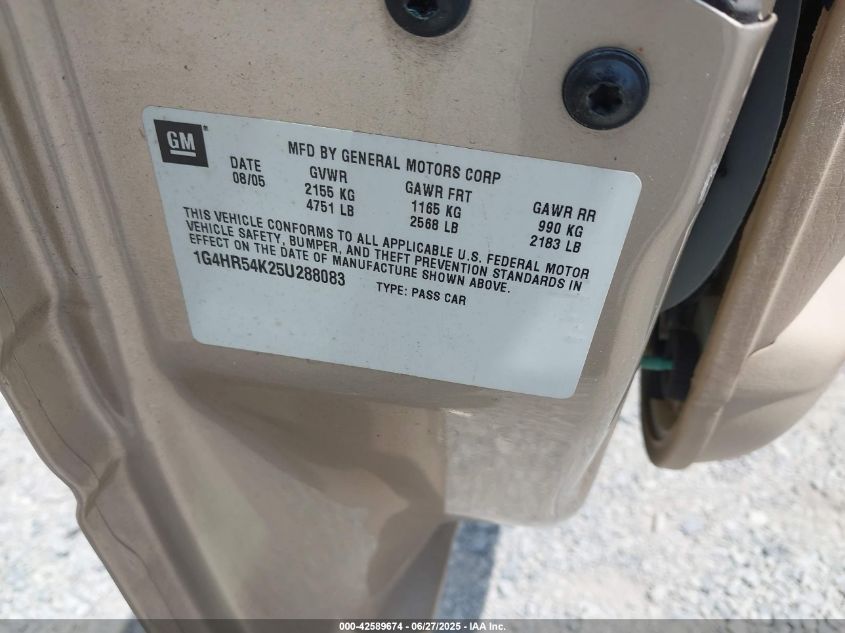 GM
MFD BY GENERAL MOTORS CORP
DATE GVWR GAWR FRT GAWR RR
08/05 2155 KG 1165 KG 990 KG
4751 LB 2568 LB 2183 LB
THIS VEHICLE CONFORMS TO ALL APPLICABLE U.S. FEDERAL MOTOR
VEHICLE SAFETY, BUMPER, AND THEFT PREVENTION STANDARDS IN
EFFECT ON THE DATE OF MANUFACTURE SHOWN ABOVE.
1G4HR54K25U288083 TYPE: PASS CAR
000-42589674 - 06/27/2025 - IAAI.COM